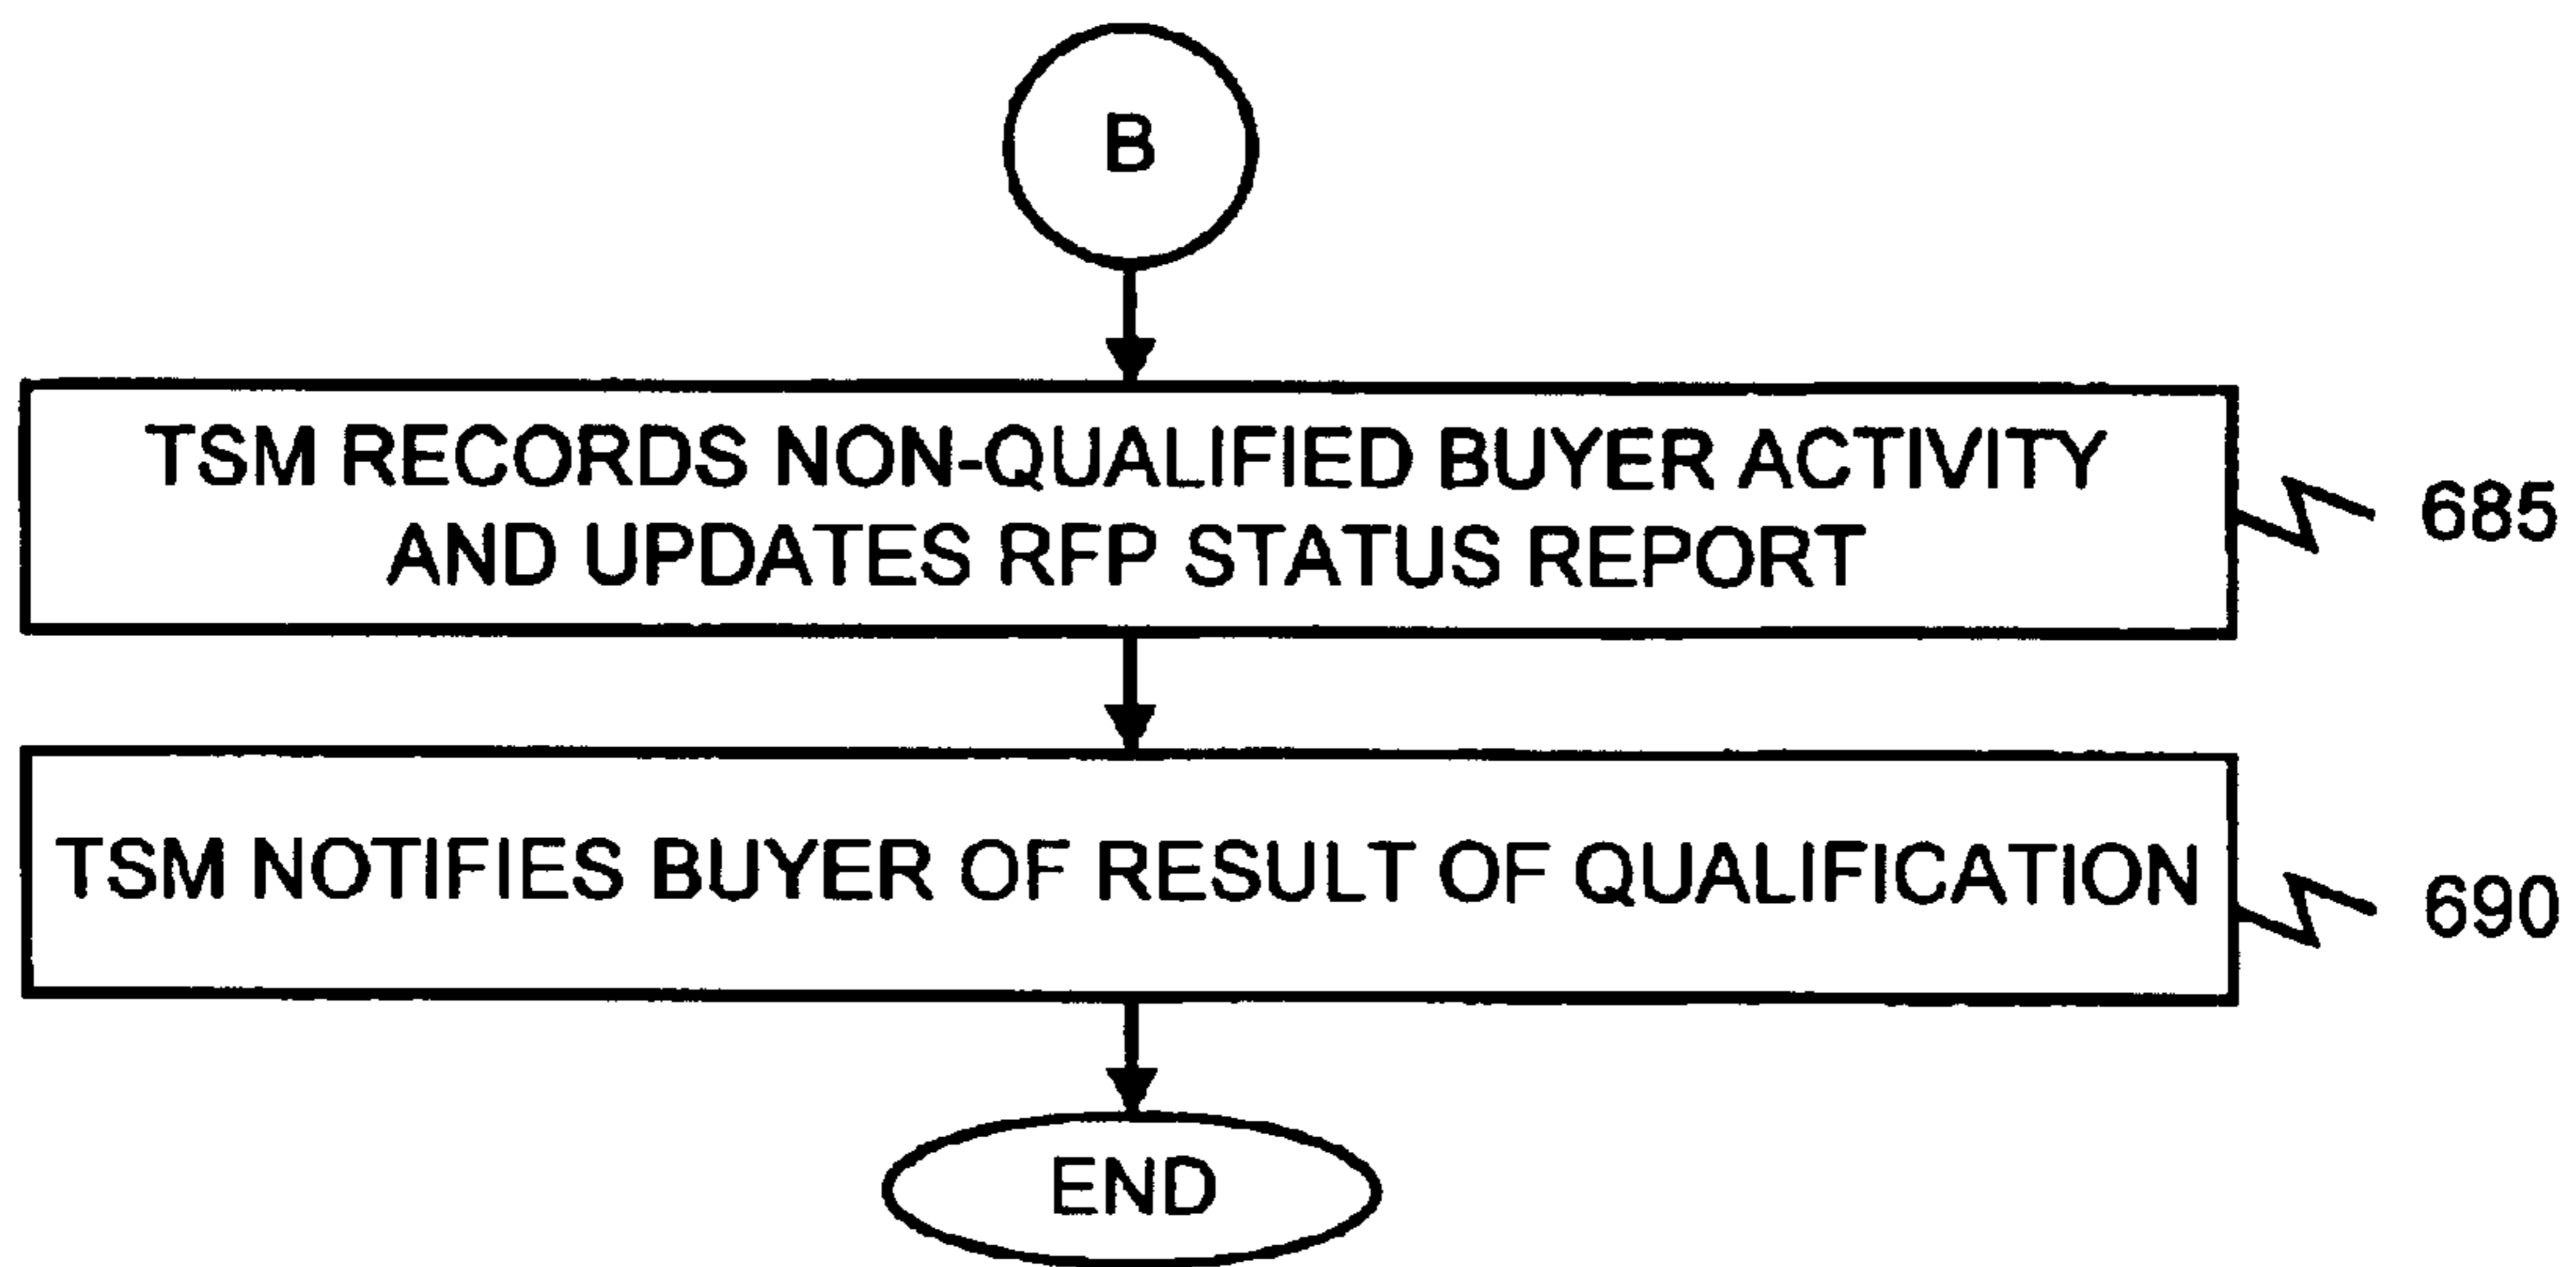 B
TSM RECORDS NON-QUALIFIED BUYER ACTIVITY
AND UPDATES RFP STATUS REPORT
685
TSM NOTIFIES BUYER OF RESULT OF QUALIFICATION
690
END